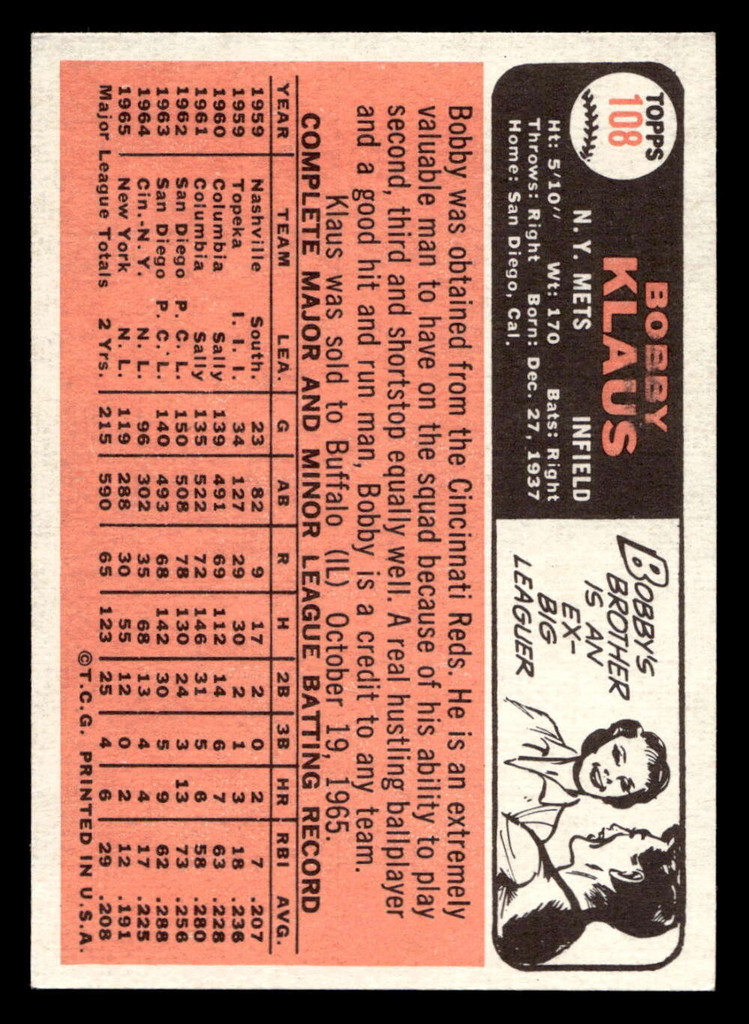 TOPPS
108
BOBBY
KLAUS
N. Y. METS INFIELD
Ht: 5'10" Wt: 170 Bats: Right
Throws: Right Born: Dec. 27, 1937
Home: San Diego, Cal.
BOBBY'S
BROTHER
IS AN
EX-
BIG
LEAGUER
Bobby was obtained from the Cincinnati Reds. He is an extremely
valuable man to have on the squad because of his ability to play
second, third and shortstop equally well. A real hustling ballplayer
and a good hit and run man, Bobby is a credit to any team.
Klaus was sold to Buffalo (IL) October 19, 1965.
COMPLETE MAJOR AND MINOR LEAGUE BATTING RECORD
YEAR TEAM LEA. G AB R H 2B 3B HR RBI AVG.
1959 Nashville South. 23 82 9 17 2 0 2 7 .207
1959 Topeka I. I. I. 34 127 29 30 2 1 3 18 .236
1960 Columbia Sally 139 491 69 112 14 6 7 63 .228
1961 Columbia Sally 135 522 72 146 31 5 6 58 .280
1962 San Diego P. C. L. 150 508 78 130 24 3 13 73 .256
1963 San Diego P. C. L. 140 493 68 142 30 5 9 62 .288
1964 Cin.-N.Y. N. L. 96 302 35 68 13 4 4 17 .225
1965 New York N. L. 119 288 30 55 12 0 2 12 .191
Major League Totals 2 Yrs. 215 590 65 123 25 4 6 29 .208
©T.C.G. PRINTED IN U.S.A.